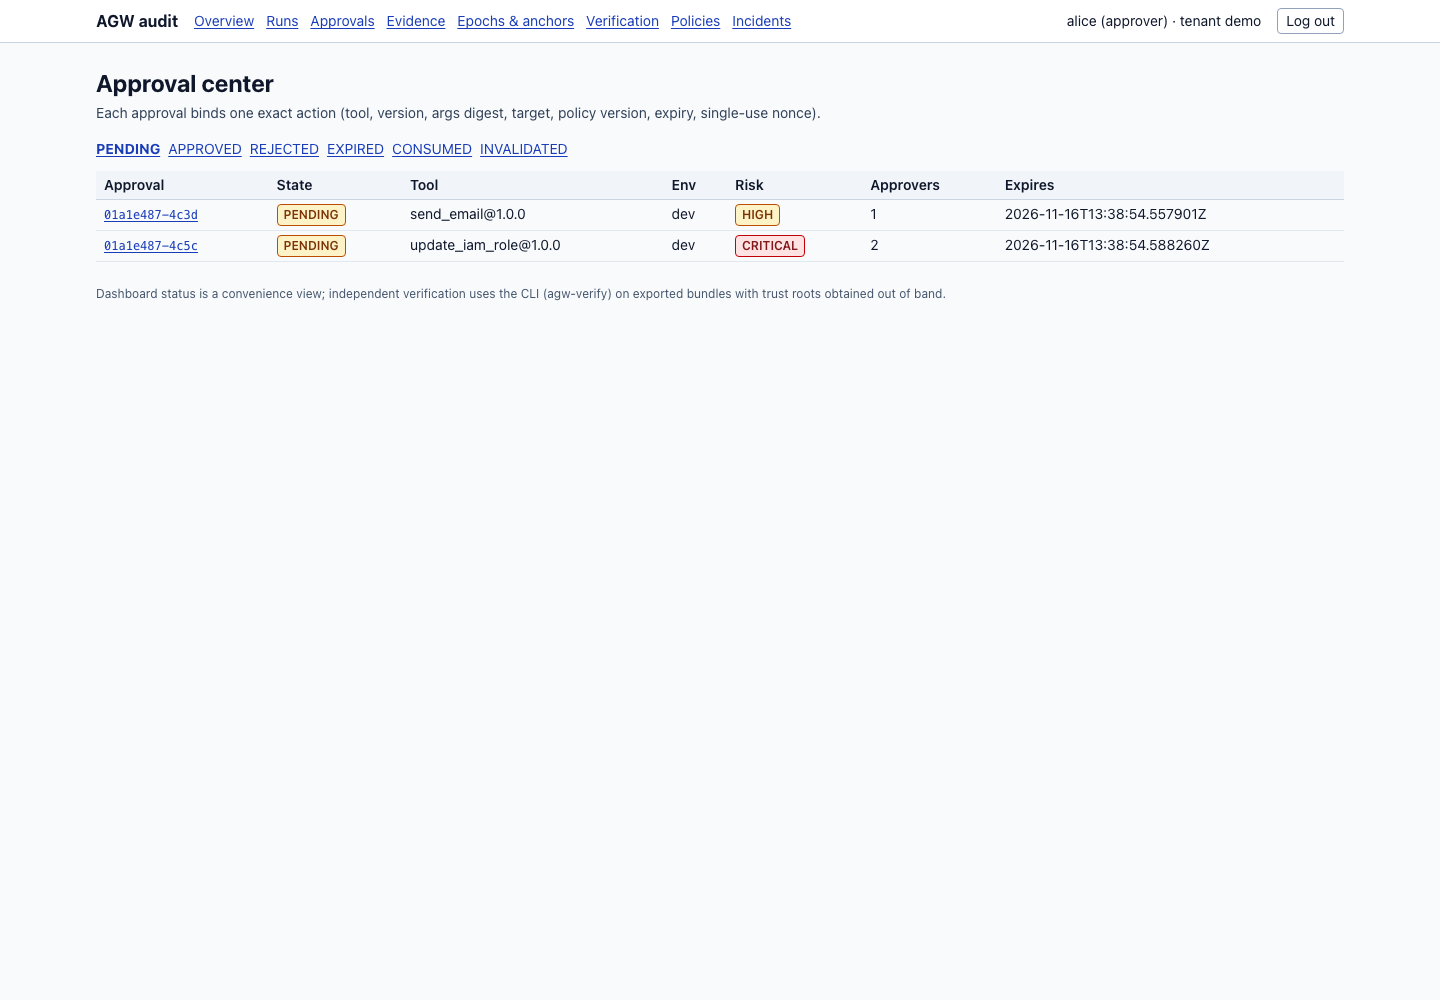 AGW audit Overview Runs Approvals Evidence Epochs & anchors Verification Policies Incidents alice (approver) · tenant demo Log out
Approval center
Each approval binds one exact action (tool, version, args digest, target, policy version, expiry, single-use nonce).
PENDING APPROVED REJECTED EXPIRED CONSUMED INVALIDATED
Approval State Tool Env Risk Approvers Expires
01a1e487-4c3d PENDING send_email@1.0.0 dev HIGH 1 2026-11-16T13:38:54.557901Z
01a1e487-4c5c PENDING update_iam_role@1.0.0 dev CRITICAL 2 2026-11-16T13:38:54.588260Z
Dashboard status is a convenience view; independent verification uses the CLI (agw-verify) on exported bundles with trust roots obtained out of band.